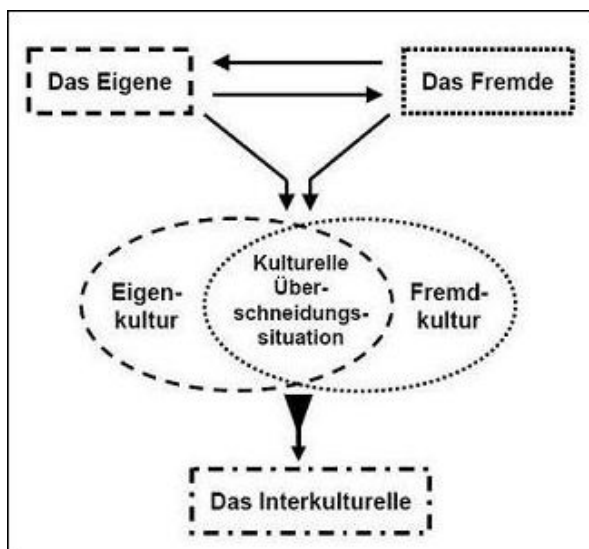 Das Eigene
Das Fremde
Eigen-
kultur
Kulturelle
Über-
schneidungs-
situation
Fremd-
kultur
Das Interkulturelle